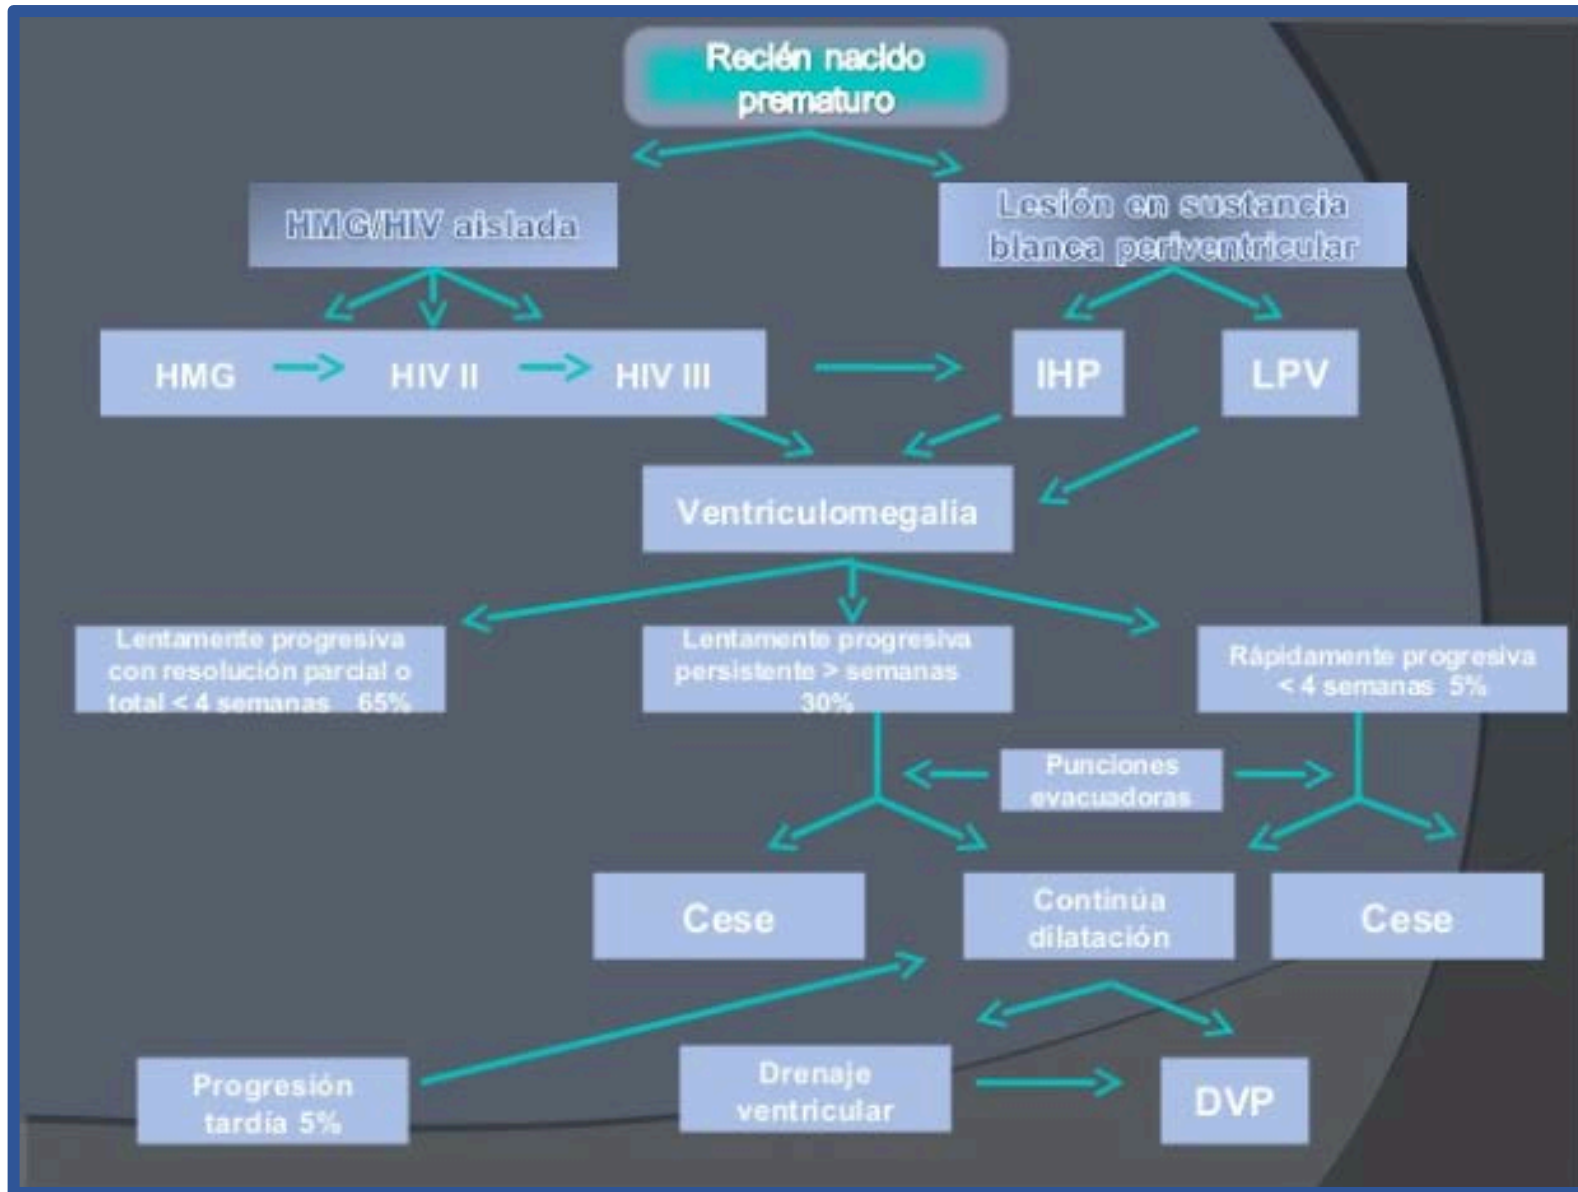 Recién nacido
prematuro
HMG/HIV aislada
Lesión en sustancia
blanca periventricular
HMG
HIV II
HIV III
IHP
LPV
Ventriculomegalia
Lentamente progresiva
con resolución parcial o
total < 4 semanas 65%
Lentamente progresiva
persistente > semanas
30%
Rápidamente progresiva
< 4 semanas 5%
Punciones
evacuadoras
Cese
Continúa
dilatación
Cese
Progresión
tardía 5%
Drenaje
ventricular
DVP